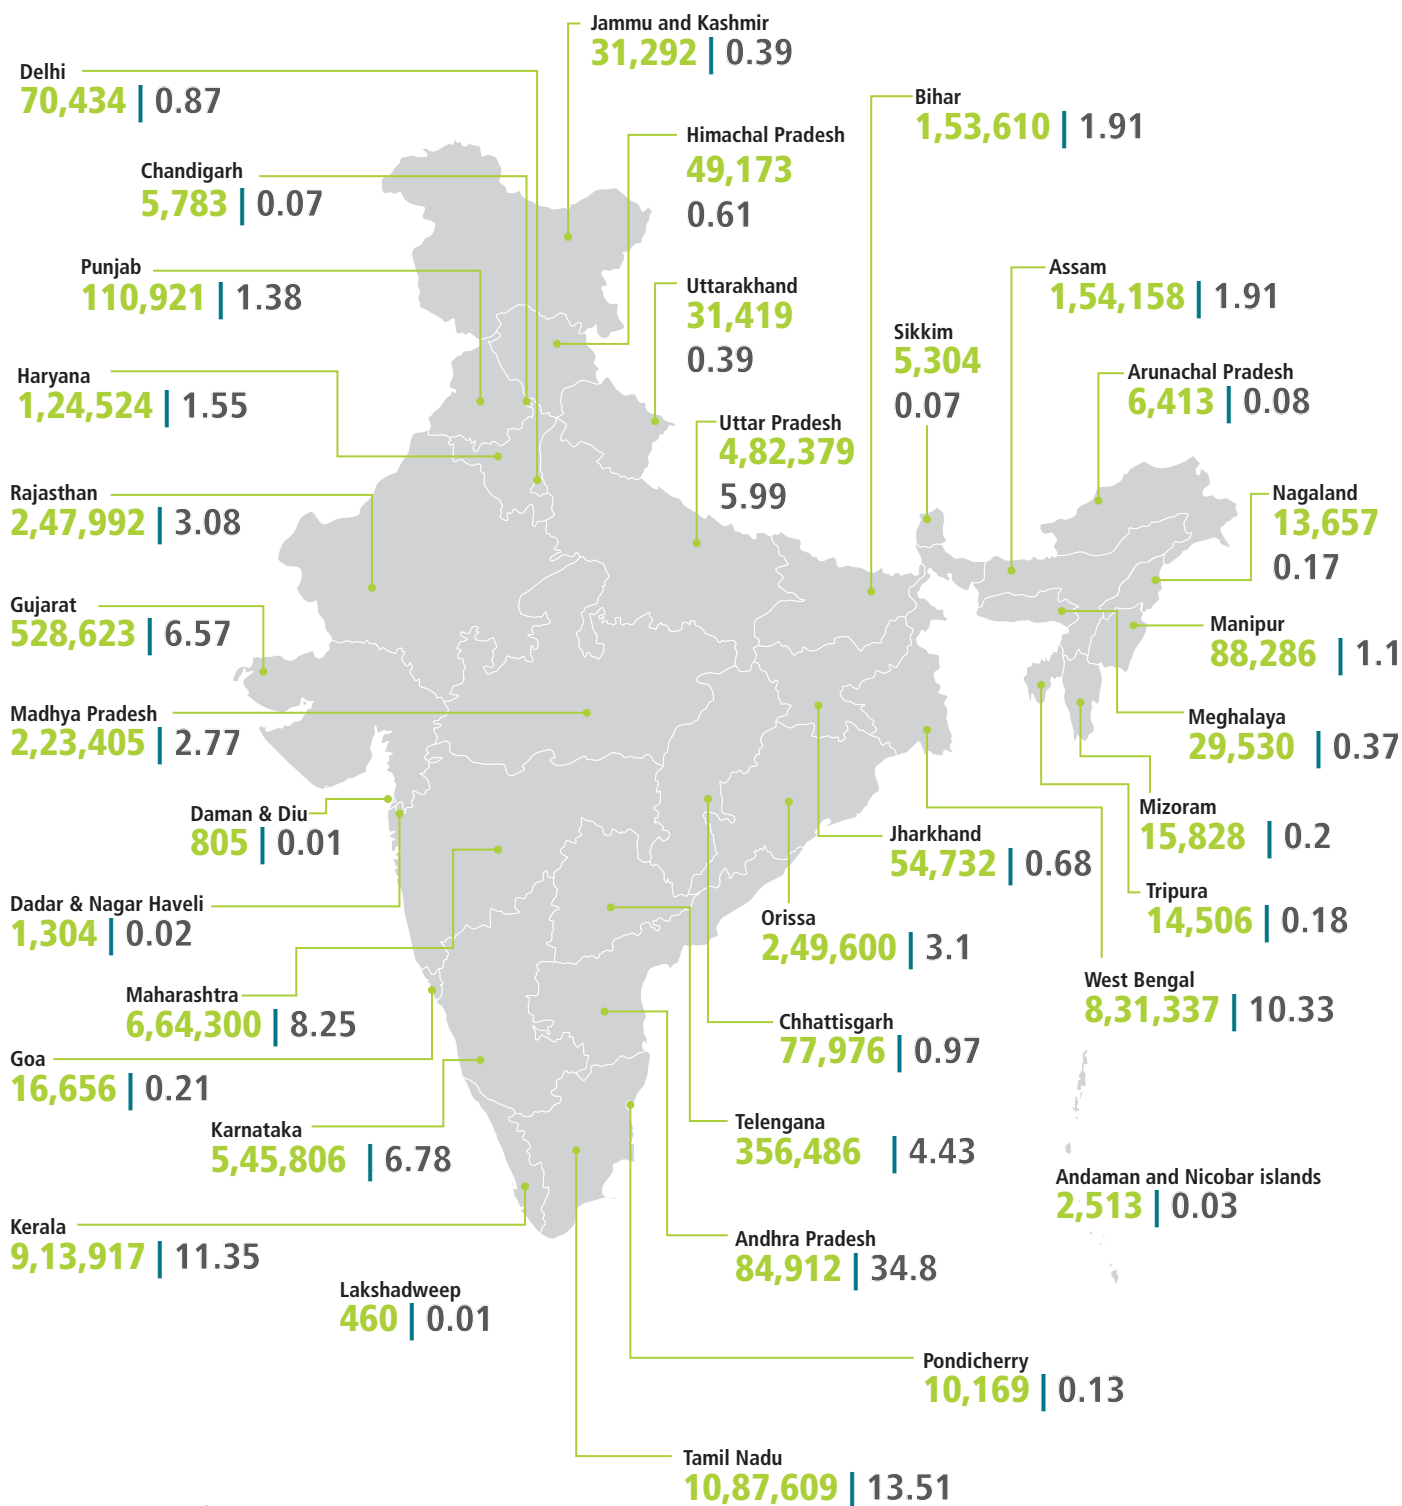 Jammu and Kashmir
31,292 | 0.39
Delhi
70,434 | 0.87
Bihar
1,53,610 | 1.91
Himachal Pradesh
49,173
0.61
Chandigarh
5,783 | 0.07
Punjab
110,921 | 1.38
Assam
1,54,158 | 1.91
Uttarakhand
31,419
0.39
Sikkim
5,304
0.07
Haryana
1,24,524 | 1.55
Arunachal Pradesh
6,413 | 0.08
Uttar Pradesh
4,82,379
5.99
Rajasthan
2,47,992 | 3.08
Nagaland
13,657
0.17
Gujarat
528,623 | 6.57
Manipur
88,286 | 1.1
Madhya Pradesh
2,23,405 | 2.77
Meghalaya
29,530 | 0.37
Daman & Diu
805 | 0.01
Mizoram
15,828 | 0.2
Jharkhand
54,732 | 0.68
Dadar & Nagar Haveli
1,304 | 0.02
Tripura
14,506 | 0.18
Orissa
2,49,600 | 3.1
Maharashtra
6,64,300 | 8.25
West Bengal
8,31,337 | 10.33
Chhattisgarh
77,976 | 0.97
Goa
16,656 | 0.21
Karnataka
5,45,806 | 6.78
Telengana
356,486 | 4.43
Andaman and Nicobar islands
2,513 | 0.03
Kerala
9,13,917 | 11.35
Andhra Pradesh
84,912 | 34.8
Lakshadweep
460 | 0.01
Pondicherry
10,169 | 0.13
Tamil Nadu
10,87,609 | 13.51